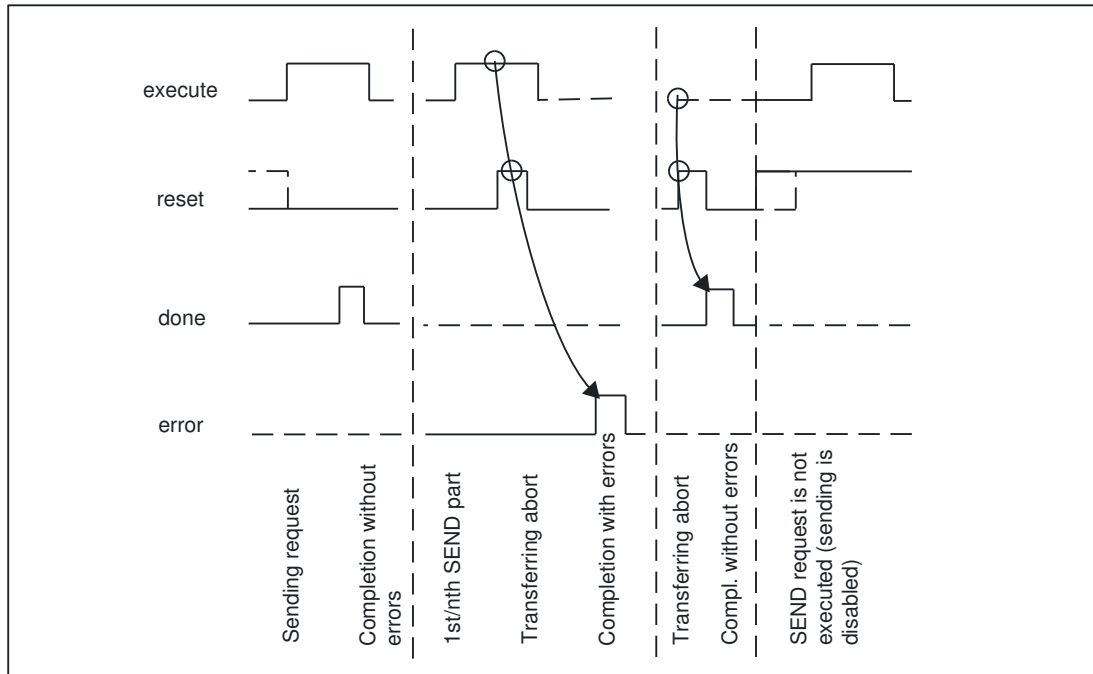 execute
reset
done
error
Sending request
Completion without
errors
1st/nth SEND part
Transferring abort
Completion with errors
Transferring abort
Compl. without errors
SEND request is not
executed (sending is
disabled)